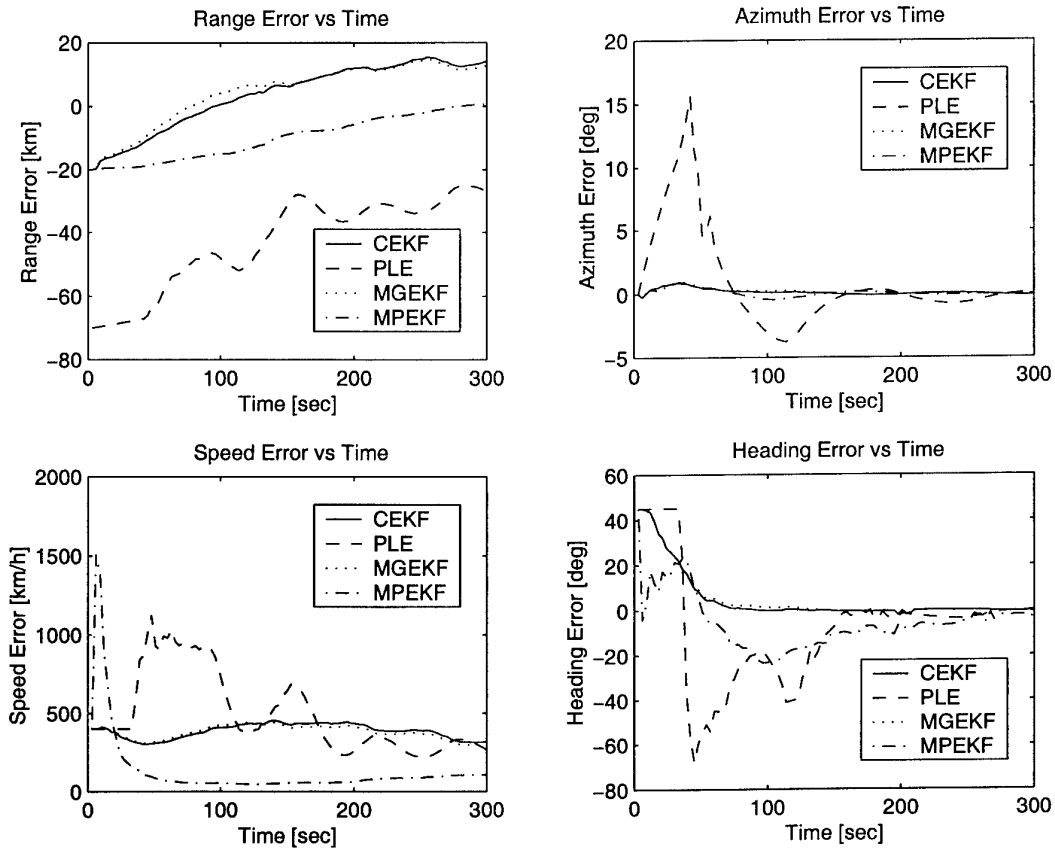 Range Error vs Time
20
0
−20
−40
−60
−80
Range Error [km]
CEKF
PLE
MGEKF
MPEKF
0
100
200
300
Time [sec]
Azimuth Error vs Time
20
15
10
5
0
−5
Azimuth Error [deg]
CEKF
PLE
MGEKF
MPEKF
0
100
200
300
Time [sec]
Speed Error vs Time
2000
1500
1000
500
0
Speed Error [km/h]
CEKF
PLE
MGEKF
MPEKF
0
100
200
300
Time [sec]
Heading Error vs Time
60
40
20
0
−20
−40
−60
−80
Heading Error [deg]
CEKF
PLE
MGEKF
MPEKF
0
100
200
300
Time [sec]